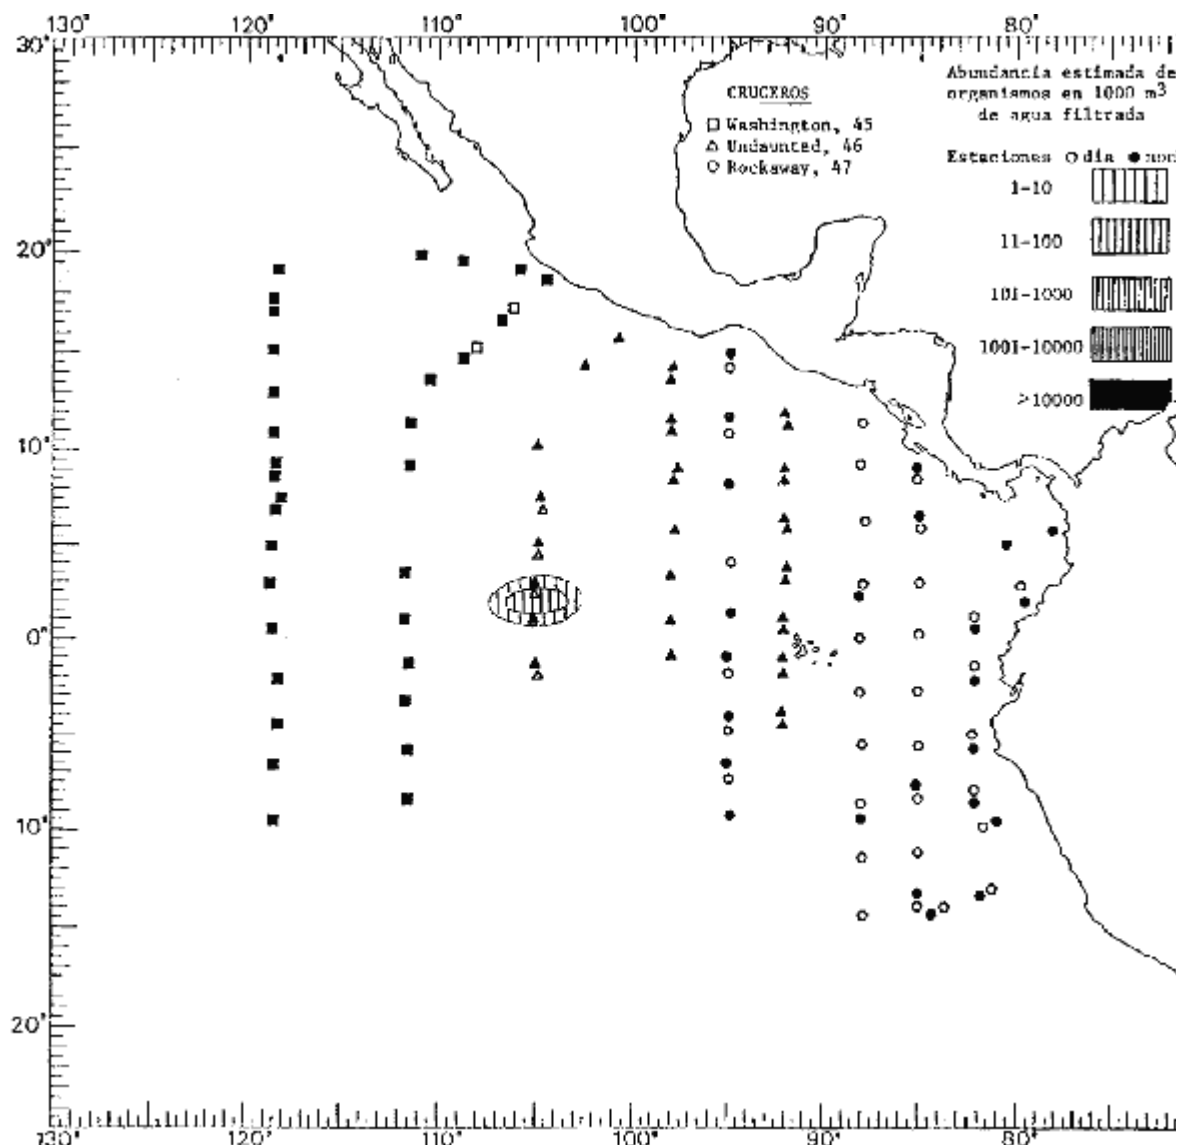 130° 120° 110° 100° 90° 80°
30°
20°
10°
0°
10°
20°
CRUCEROS
□ Washington, 45
△ Undaunted, 46
○ Rockaway, 47
Abundancia estimada de
organismos en 1000 m³
de agua filtrada
Estaciones ○ dia ●
1-10
11-100
101-1000
1001-10000
>10000
130° 120° 110° 100° 90° 80°